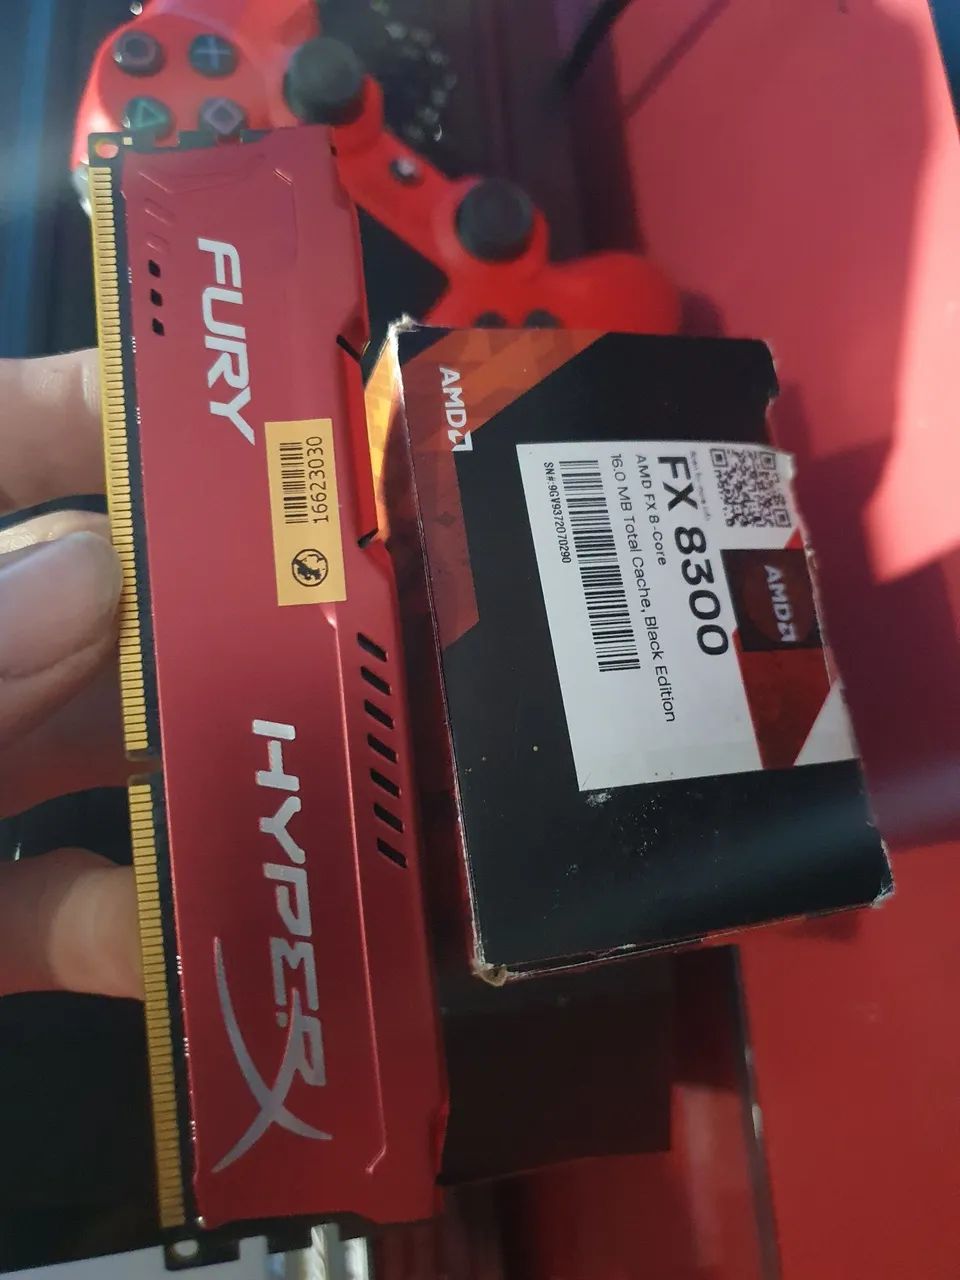 FURY
16623030
HYPERX
AMD
AMD
FX 8300
AMD FX 8-Core
16.0 MB Total Cache, Black Edition
SN#:9GV9372070290